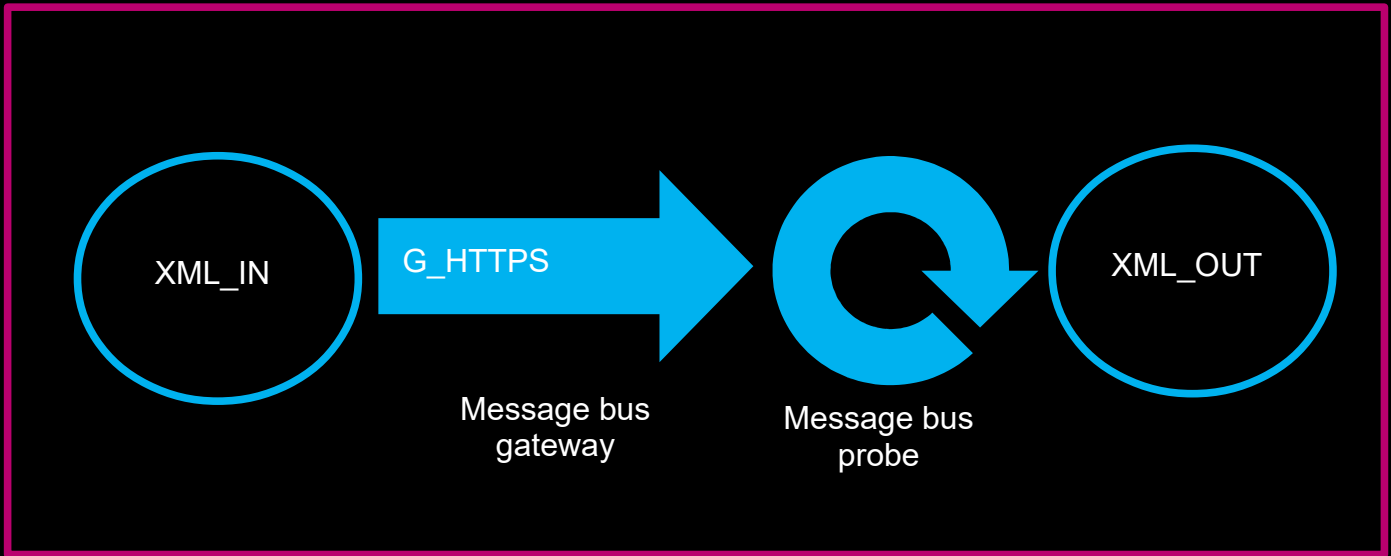 XML_IN
G_HTTPS
XML_OUT
Message bus
gateway
Message bus
probe